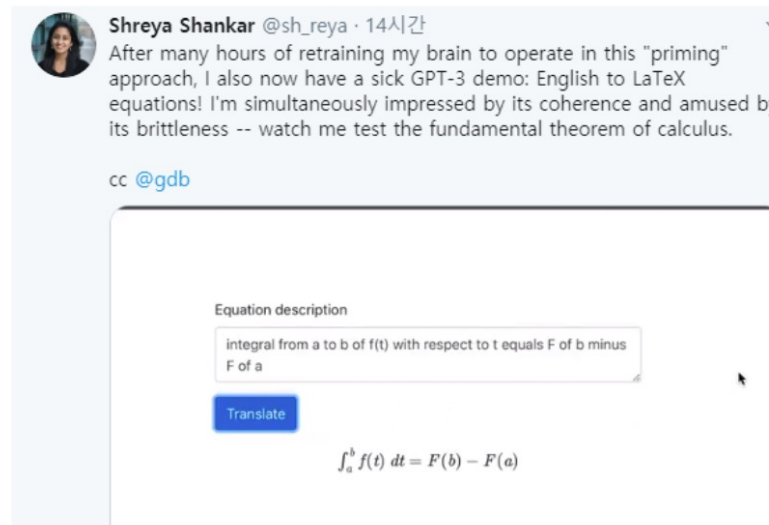 Shreya Shankar @sh_reya · 14시간
After many hours of retraining my brain to operate in this "priming"
approach, I also now have a sick GPT-3 demo: English to LaTeX
equations! I'm simultaneously impressed by its coherence and amused b
its brittleness -- watch me test the fundamental theorem of calculus.
cc @gdb
Equation description
integral from a to b of f(t) with respect to t equals F of b minus
F of a
Translate
∫ₐᵇ f(t) dt = F(b) − F(a)